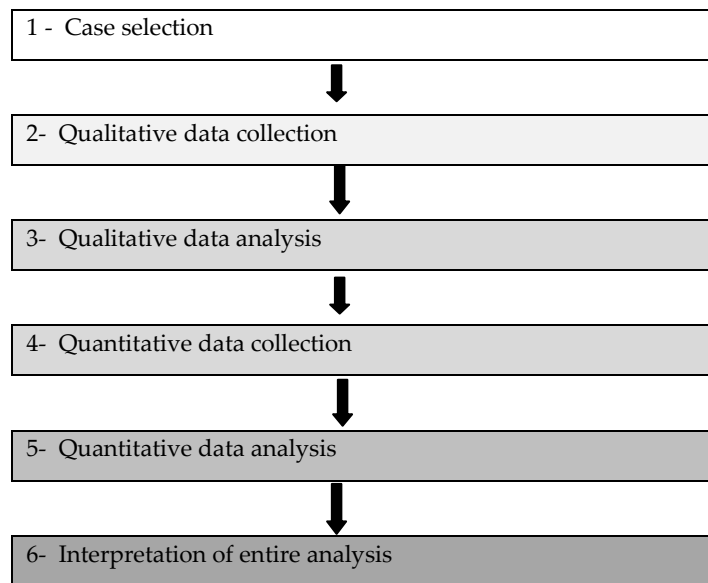 1 - Case selection
2- Qualitative data collection
3- Qualitative data analysis
4- Quantitative data collection
5- Quantitative data analysis
6- Interpretation of entire analysis